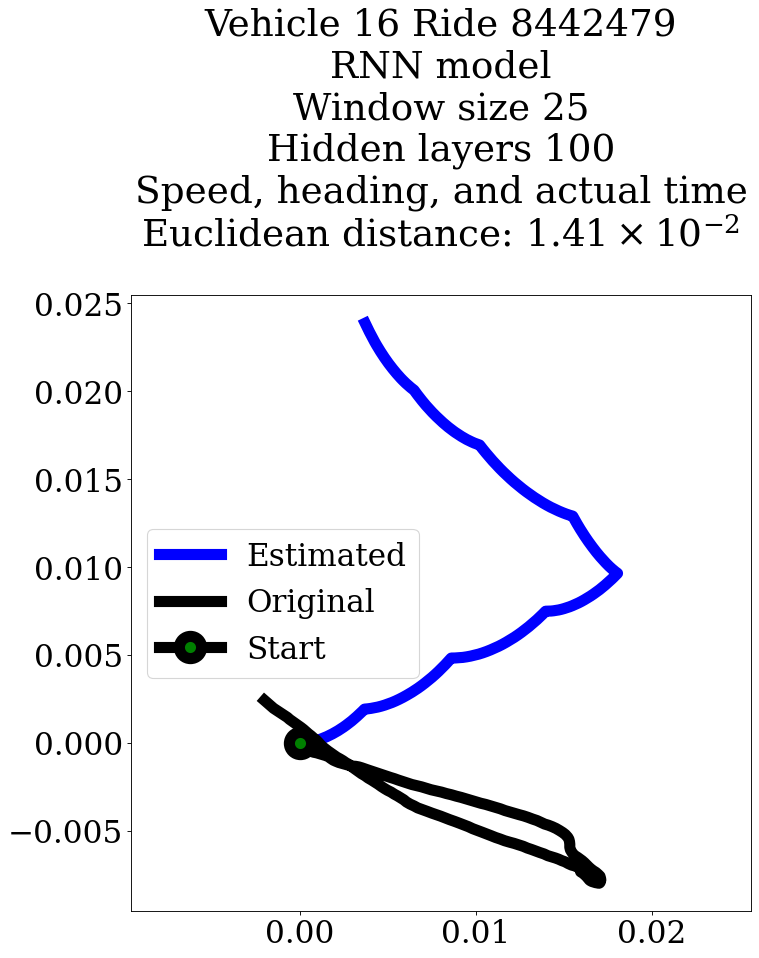 Vehicle 16 Ride 8442479
RNN model
Window size 25
Hidden layers 100
Speed, heading, and actual time
Euclidean distance: 1.41 × 10⁻²
0.025
0.020
0.015
0.010
0.005
0.000
−0.005
Estimated
Original
Start
0.00 0.01 0.02